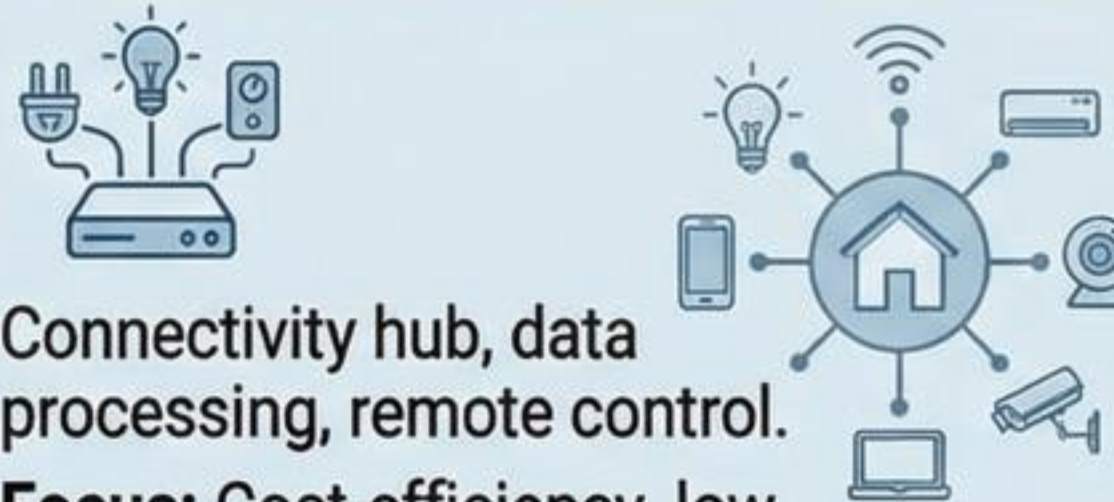 Connectivity hub, data
processing, remote control.
Focus: Cost-efficiency, low